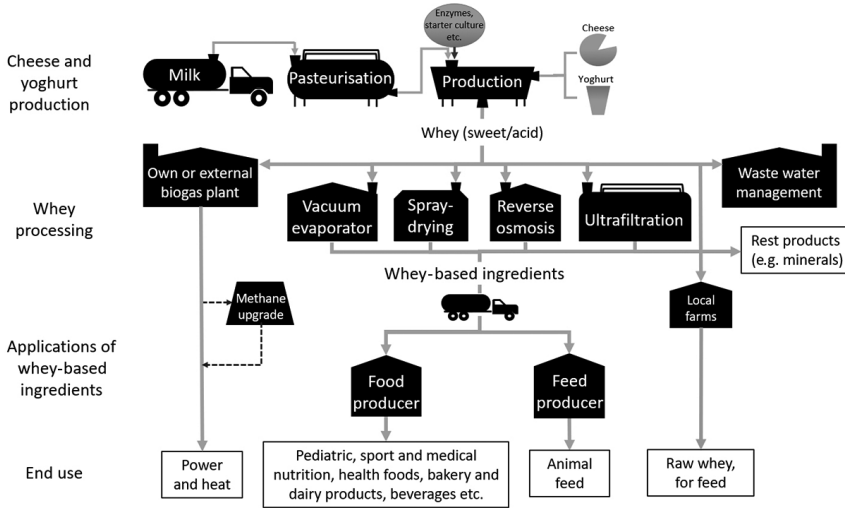 Enzymes,
starter culture
etc.
Cheese
Cheese and
yoghurt
production
Milk
Pasteurisation
Production
Yoghurt
Whey (sweet/acid)
Own or external
biogas plant
Waste water
management
Whey
processing
Vacuum
evaporator
Spray-
drying
Reverse
osmosis
Ultrafiltration
Rest products
(e.g. minerals)
Whey-based ingredients
Methane
upgrade
Local
farms
Applications of
whey-based
ingredients
Food
producer
Feed
producer
End use
Power
and heat
Pediatric, sport and medical
nutrition, health foods, bakery and
dairy products, beverages etc.
Animal
feed
Raw whey,
for feed